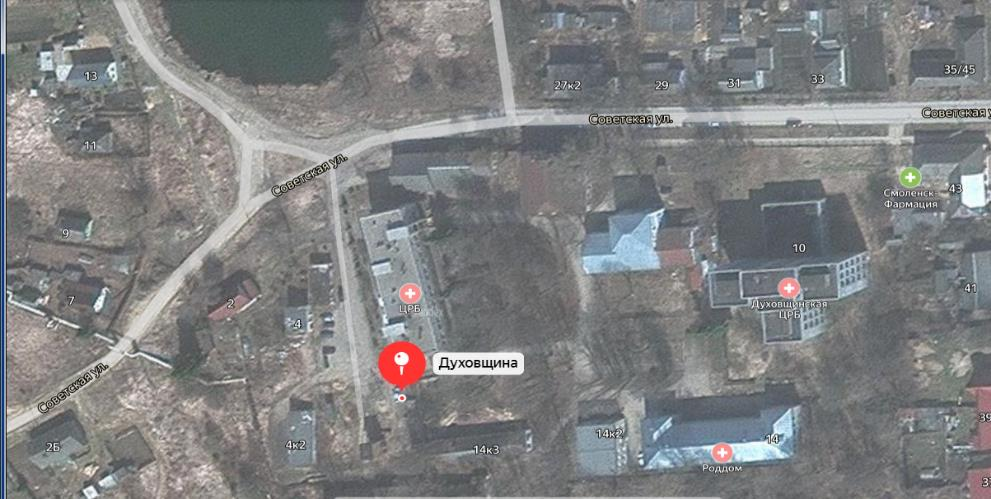 13
27к2
29
31
33
35/45
Советская ул.
Советская у
11
Советская ул.
Смоленск-
Фармация
43
9
10
7
2
4
ЦРБ
Духовщинская
ЦРБ
41
Духовщина
Советская ул.
2Б
4к2
14к3
14к2
14
Роддом
39
3